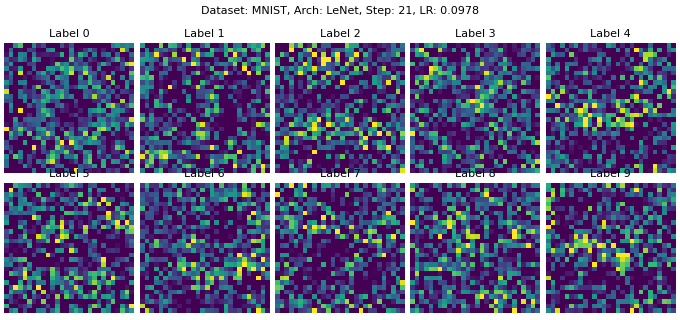 Dataset: MNIST, Arch: LeNet, Step: 21, LR: 0.0978
Label 0
Label 1
Label 2
Label 3
Label 4
Label 5
Label 6
Label 7
Label 8
Label 9